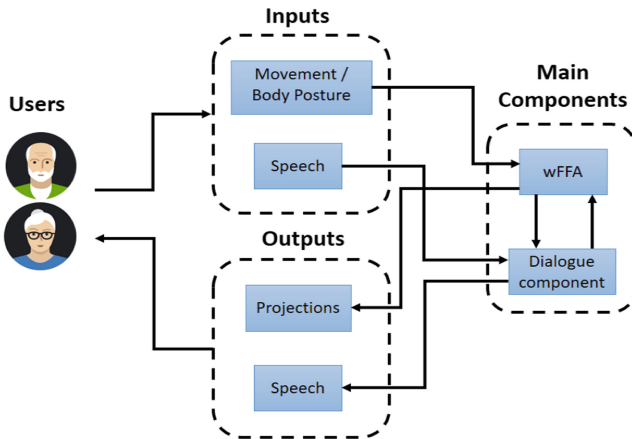 Inputs
Movement /
Body Posture
Speech
Users
Main
Components
wFFA
Dialogue
component
Outputs
Projections
Speech